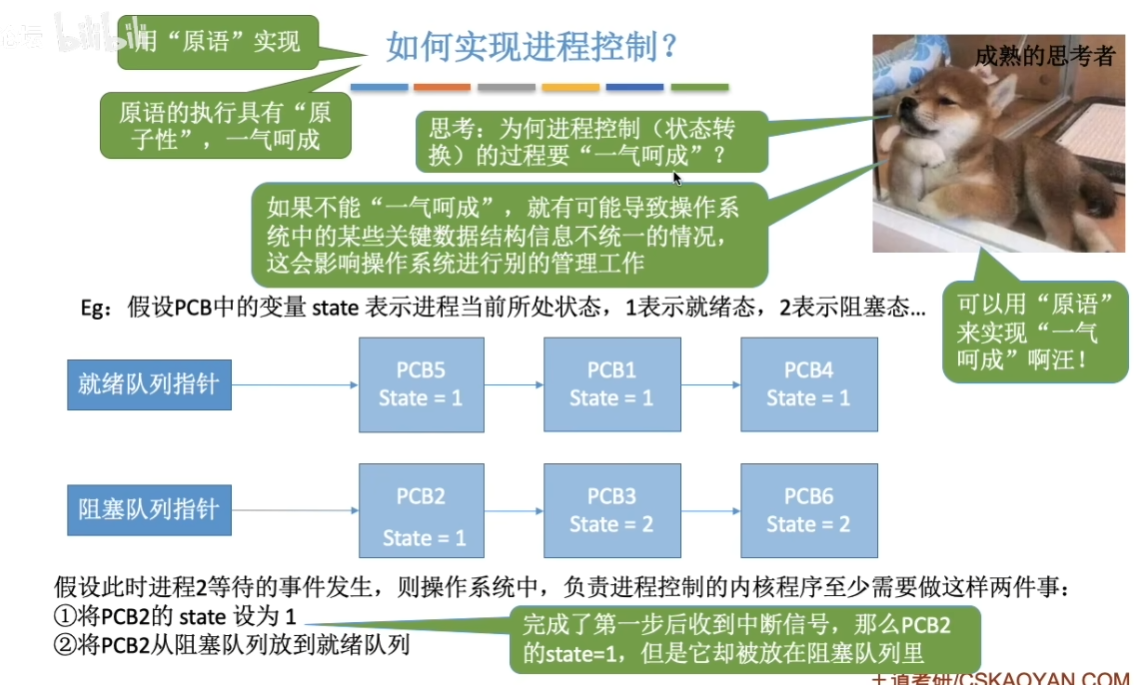 bilibili
用“原语”实现
如何实现进程控制？
成熟的思考者
原语的执行具有“原
子性”，一气呵成
思考：为何进程控制（状态转
换）的过程要“一气呵成”？
如果不能“一气呵成”，就有可能导致操作系
统中的某些关键数据结构信息不统一的情况，
这会影响操作系统进行别的管理工作
可以用“原语”
来实现“一气
呵成”啊汪！
Eg：假设PCB中的变量 state 表示进程当前所处状态，1表示就绪态，2表示阻塞态...
就绪队列指针
PCB5
State = 1
PCB1
State = 1
PCB4
State = 1
阻塞队列指针
PCB2
State = 1
PCB3
State = 2
PCB6
State = 2
假设此时进程2等待的事件发生，则操作系统中，负责进程控制的内核程序至少需要做这样两件事：
①将PCB2的 state 设为 1
②将PCB2从阻塞队列放到就绪队列
完成了第一步后收到中断信号，那么PCB2
的state=1，但是它却被放在阻塞队列里
王道考研/CSKAOYAN.COM